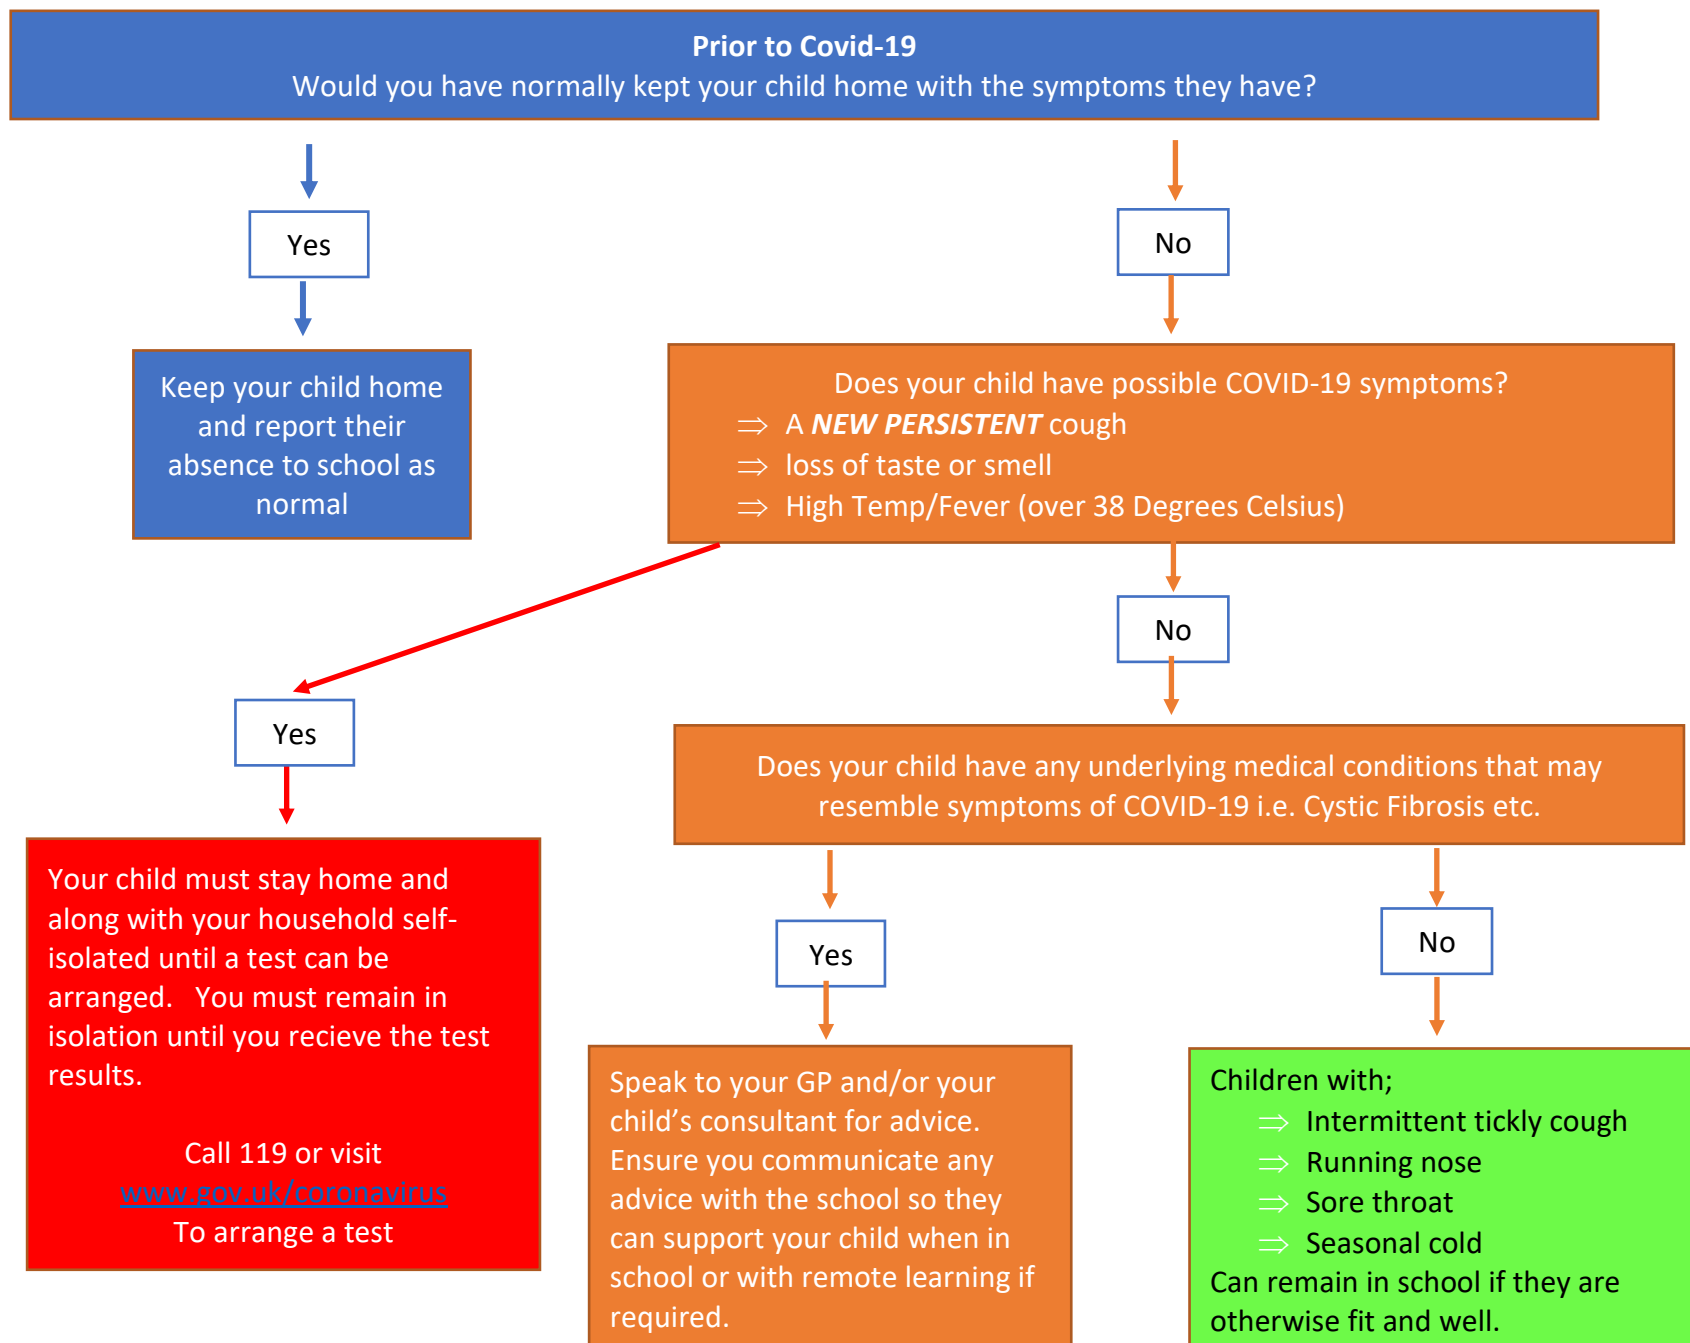 Prior to Covid-19
Would you have normally kept your child home with the symptoms they have?
Yes
No
Keep your child home
and report their
absence to school as
normal
Does your child have possible COVID-19 symptoms?
⇒ A NEW PERSISTENT cough
⇒ loss of taste or smell
⇒ High Temp/Fever (over 38 Degrees Celsius)
No
Yes
Does your child have any underlying medical conditions that may
resemble symptoms of COVID-19 i.e. Cystic Fibrosis etc.
Your child must stay home and
along with your household self-
isolated until a test can be
arranged.   You must remain in
isolation until you recieve the test
results.
Call 119 or visit
www.gov.uk/coronavirus
To arrange a test
Yes
No
Speak to your GP and/or your
child’s consultant for advice.
Ensure you communicate any
advice with the school so they
can support your child when in
school or with remote learning if
required.
Children with;
⇒ Intermittent tickly cough
⇒ Running nose
⇒ Sore throat
⇒ Seasonal cold
Can remain in school if they are
otherwise fit and well.